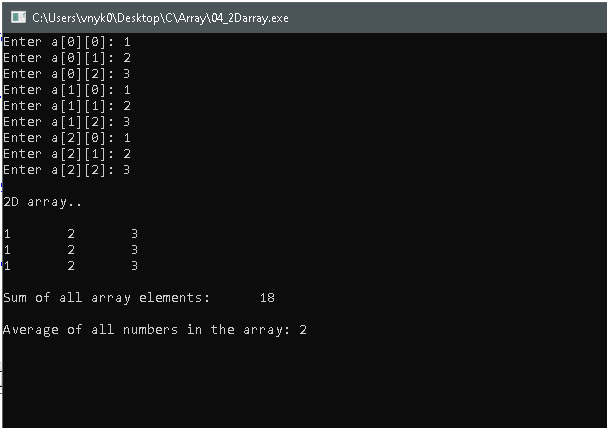 C:\Users\vnyk0\Desktop\C\Array\04_2Darray.exe
Enter a[0][0]: 1
Enter a[0][1]: 2
Enter a[0][2]: 3
Enter a[1][0]: 1
Enter a[1][1]: 2
Enter a[1][2]: 3
Enter a[2][0]: 1
Enter a[2][1]: 2
Enter a[2][2]: 3
2D array..
1 2 3
1 2 3
1 2 3
Sum of all array elements: 18
Average of all numbers in the array: 2